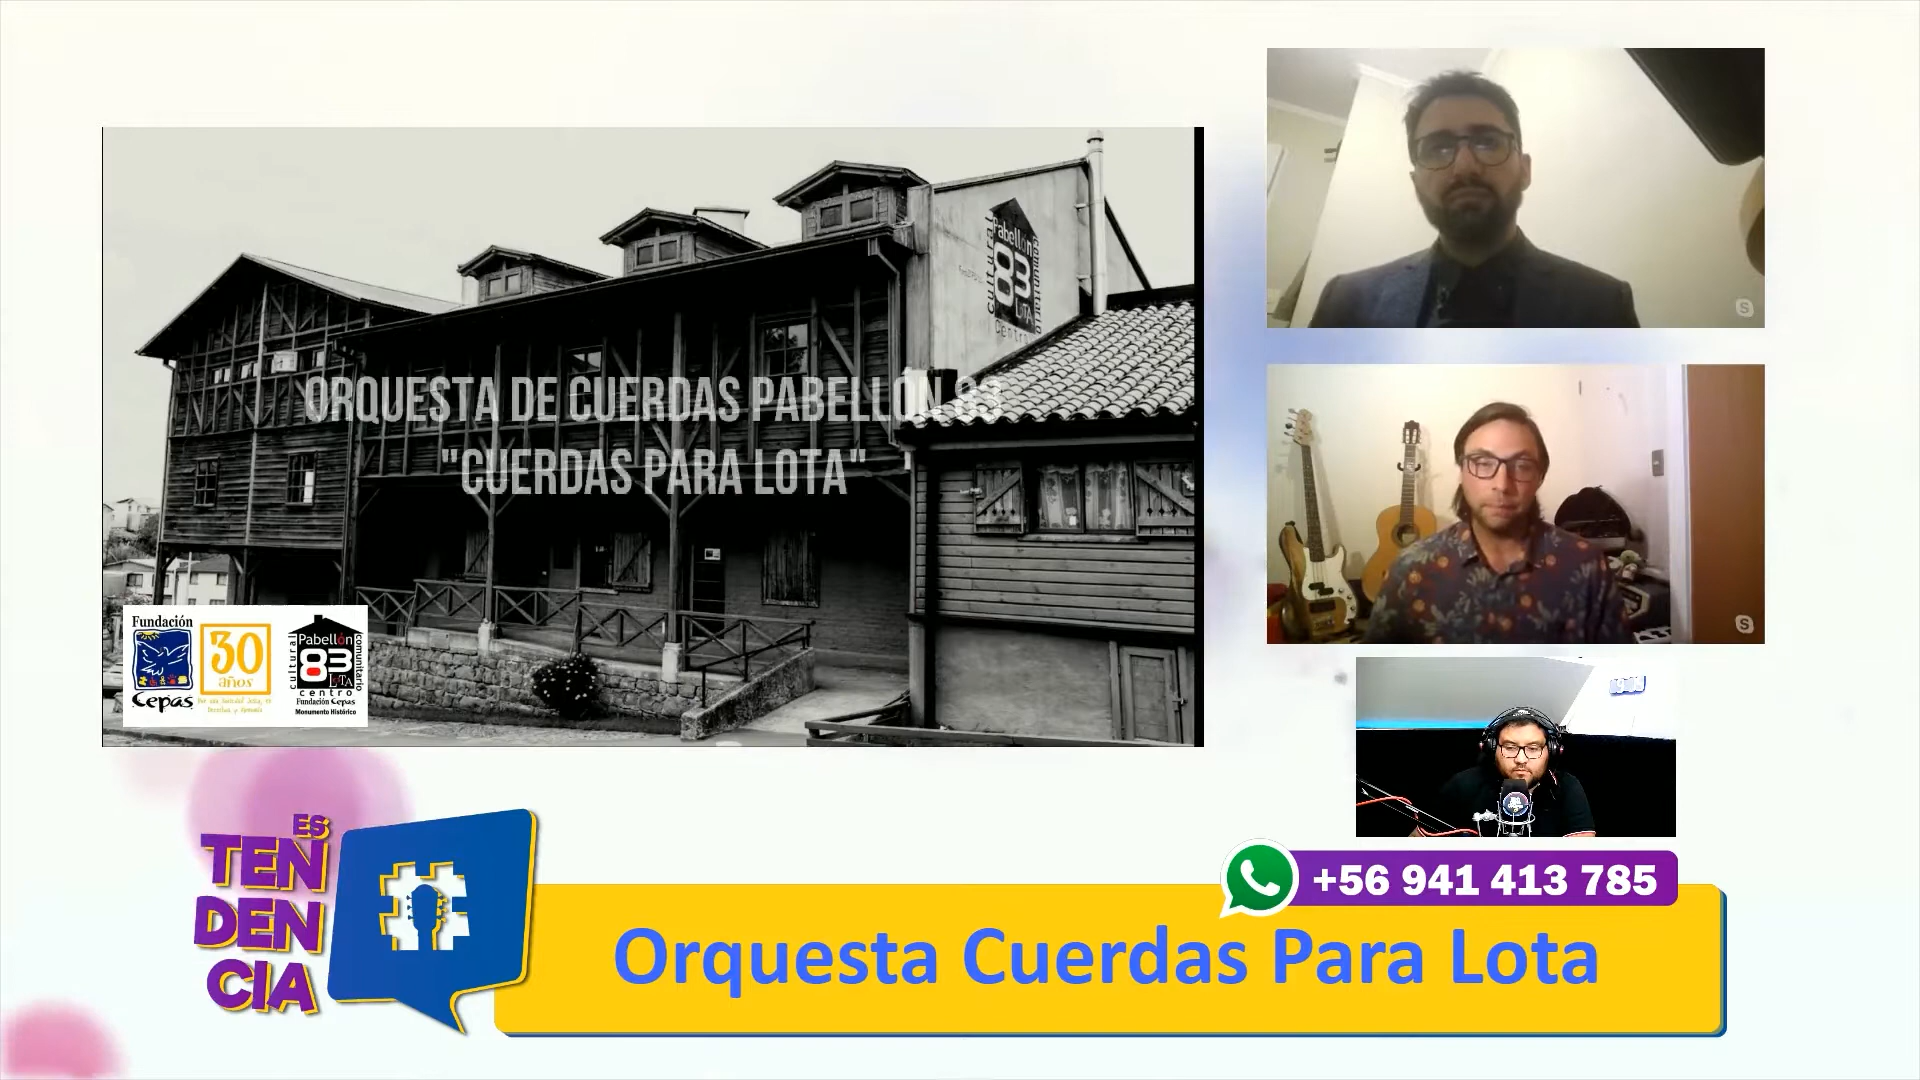 ORQUESTA DE CUERDAS PABELLÓN 83
"CUERDAS PARA LOTA"
cultural
Pabellón
83
LOTA
comunitario
centro
Fundación
Cepas
30
años
cultural
Pabellón
83
LOTA
comunitario
centro
Fundación Cepas
Monumento Histórico
ES
TEN
DEN
CIA
#
+56 941 413 785
Orquesta Cuerdas Para Lota